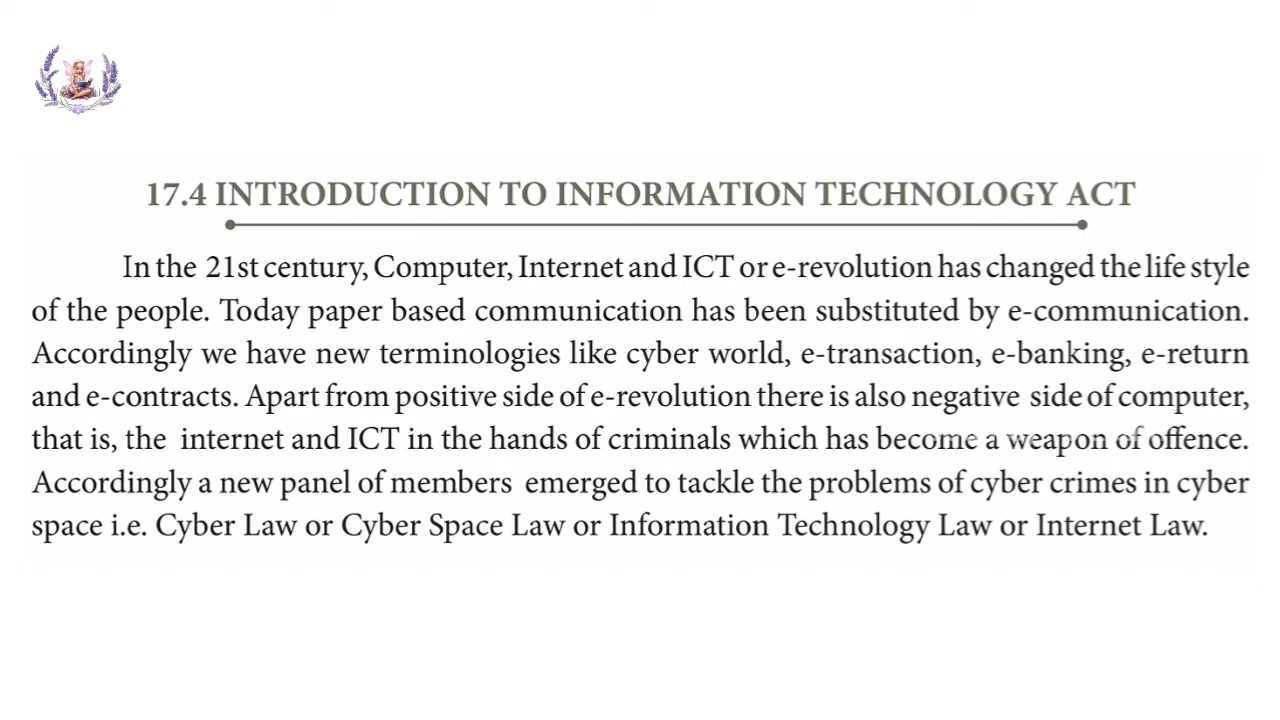 17.4 INTRODUCTION TO INFORMATION TECHNOLOGY ACT
In the 21st century, Computer, Internet and ICT or e-revolution has changed the life style
of the people. Today paper based communication has been substituted by e-communication.
Accordingly we have new terminologies like cyber world, e-transaction, e-banking, e-return
and e-contracts. Apart from positive side of e-revolution there is also negative side of computer,
that is, the internet and ICT in the hands of criminals which has become a weapon of offence.
Accordingly a new panel of members emerged to tackle the problems of cyber crimes in cyber
space i.e. Cyber Law or Cyber Space Law or Information Technology Law or Internet Law.